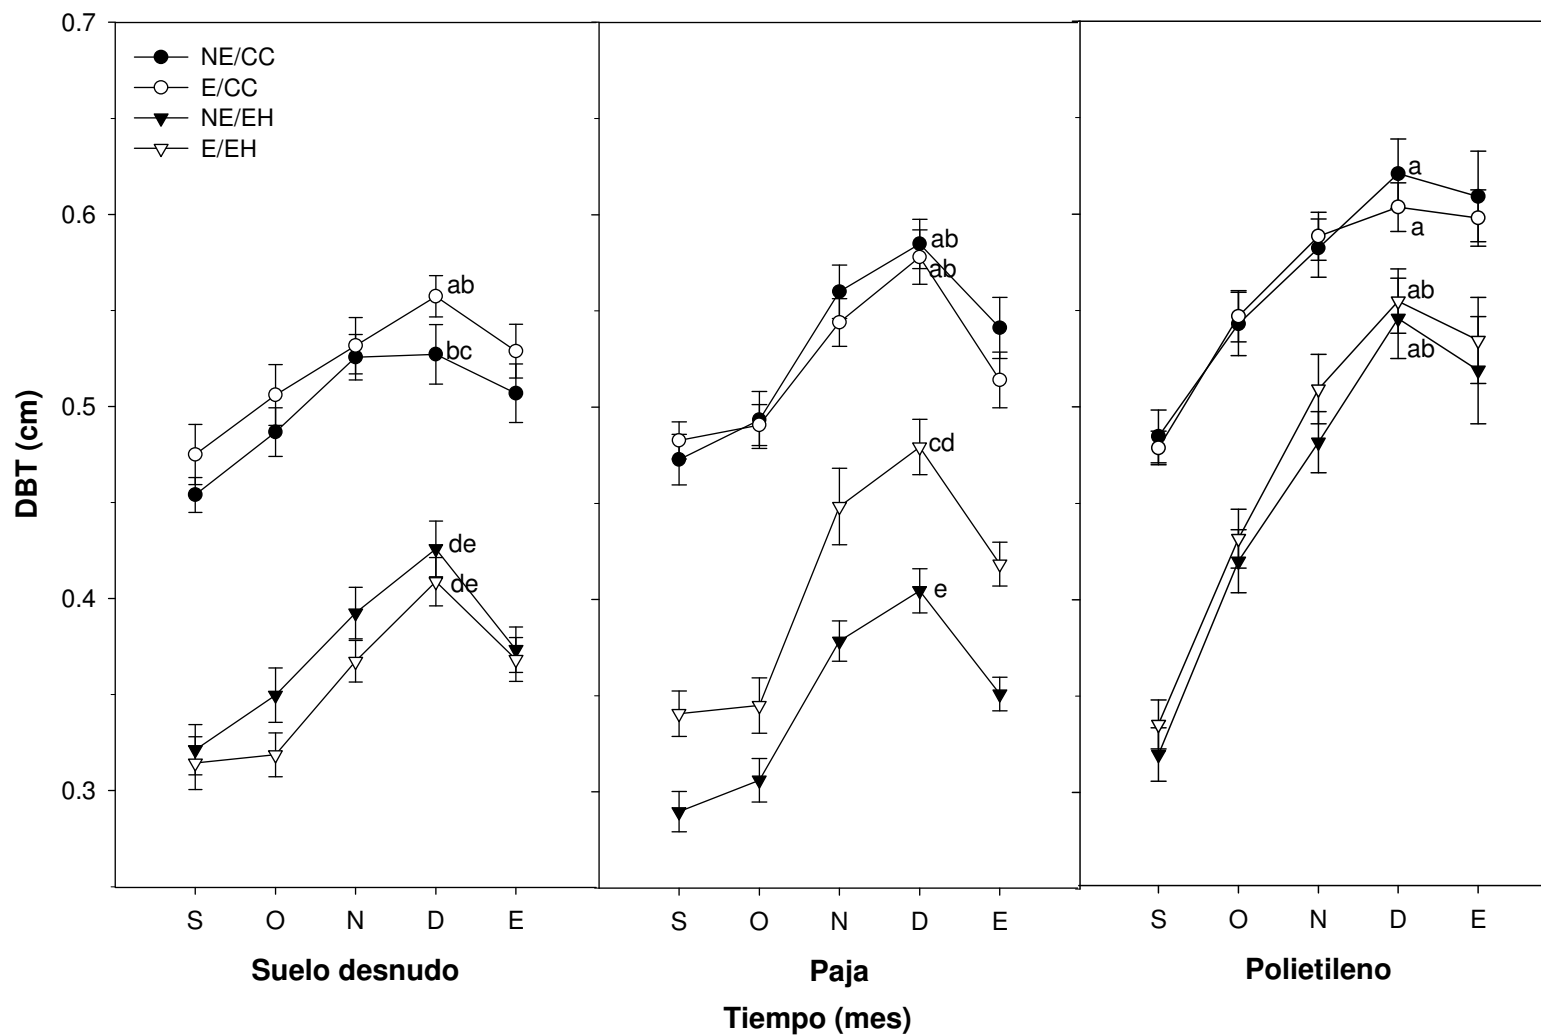 DBT (cm)
0.7
0.6
0.5
0.4
0.3
NE/CC
E/CC
NE/EH
E/EH
ab
bc
de
de
S O N D E
Suelo desnudo
ab
ab
cd
e
S O N D E
Paja
a
a
ab
ab
S O N D E
Polietileno
Tiempo (mes)